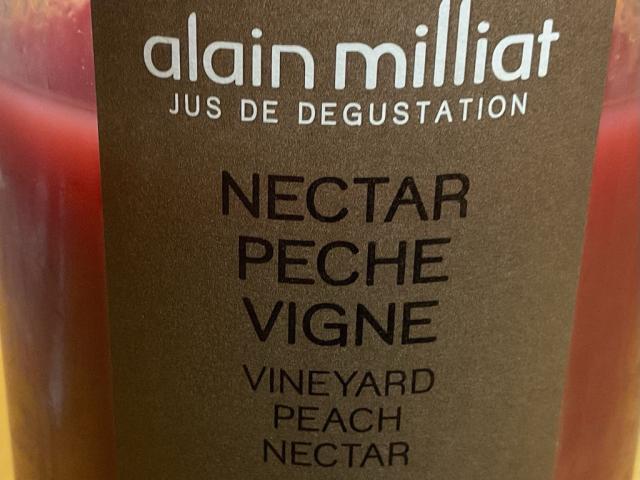 alain milliat
JUS DE DEGUSTATION
NECTAR
PECHE
VIGNE
VINEYARD
PEACH
NECTAR